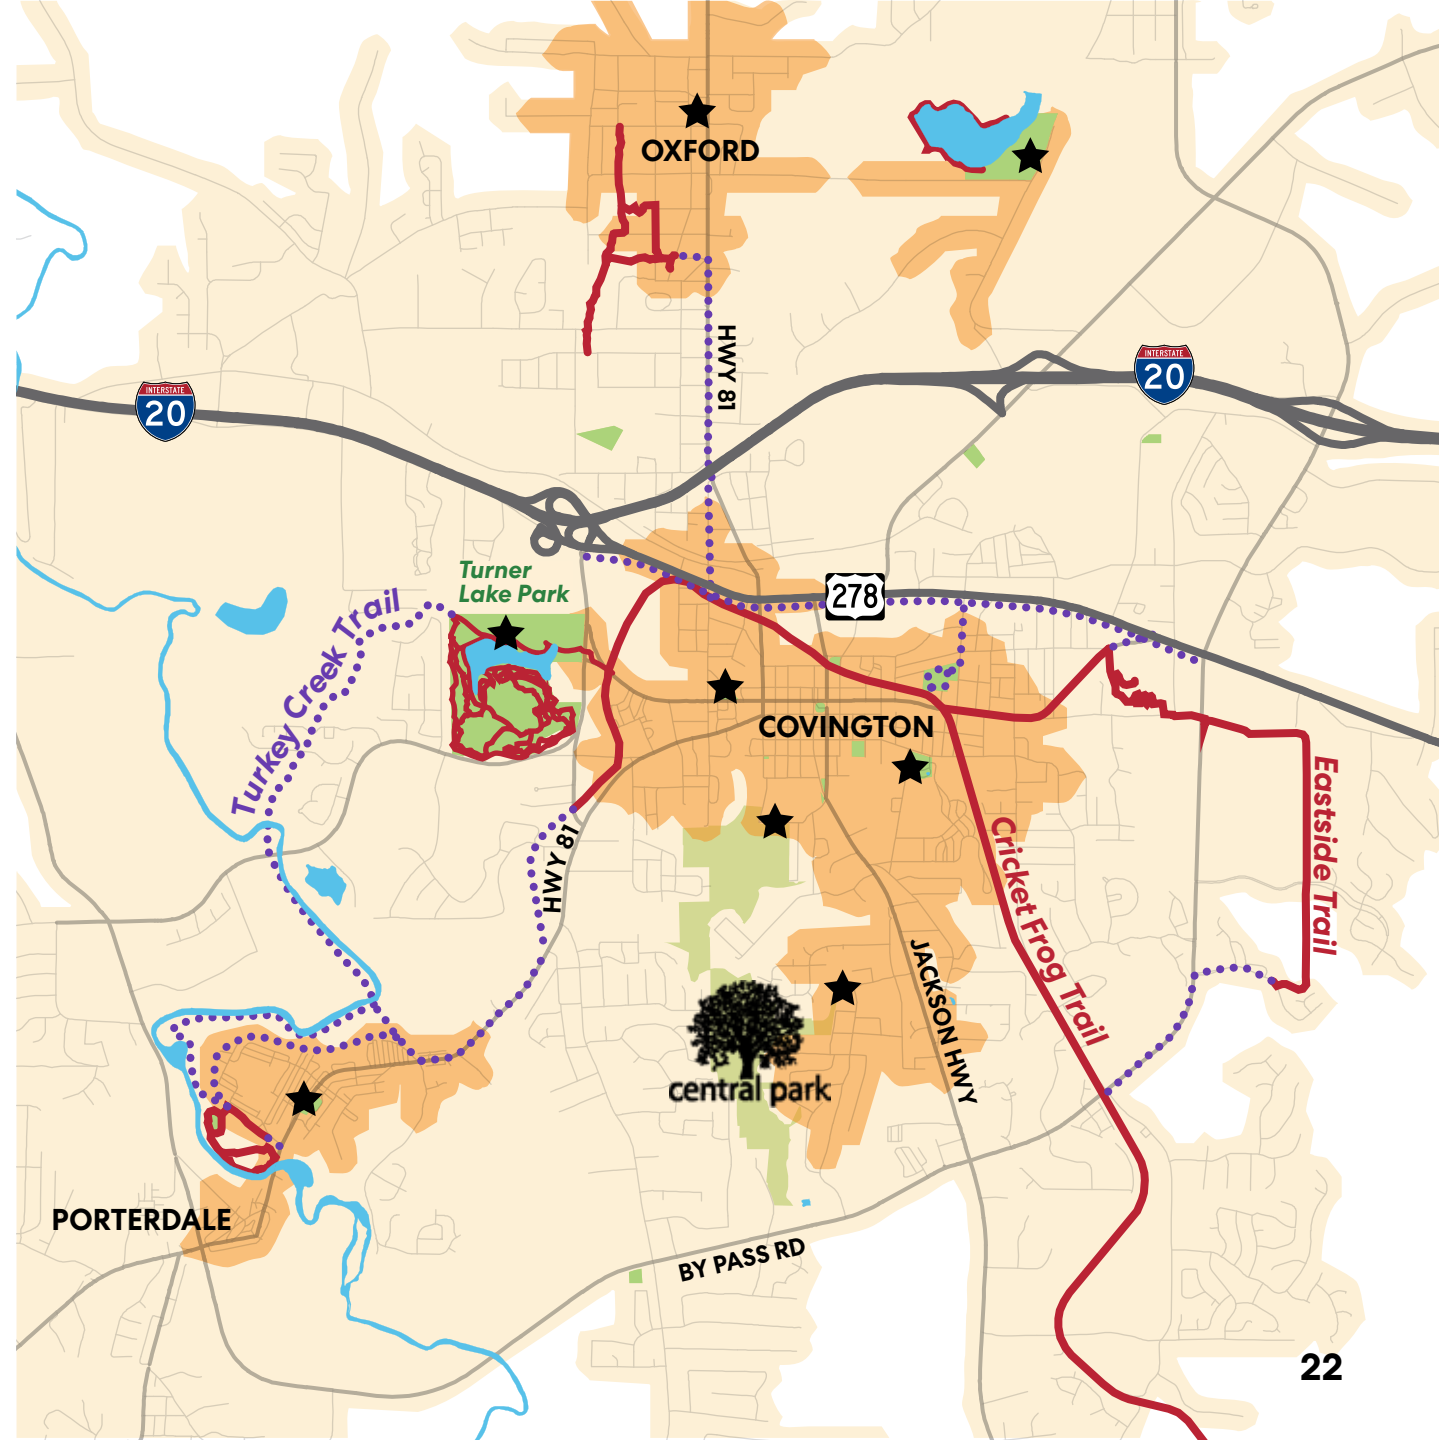 OXFORD
HWY 81
INTERSTATE
20
INTERSTATE
20
Turner
Lake Park
278
Turkey Creek Trail
COVINGTON
HWY 81
Cricket Frog Trail
Eastside Trail
JACKSON HWY
central park
PORTERDALE
BY PASS RD
22